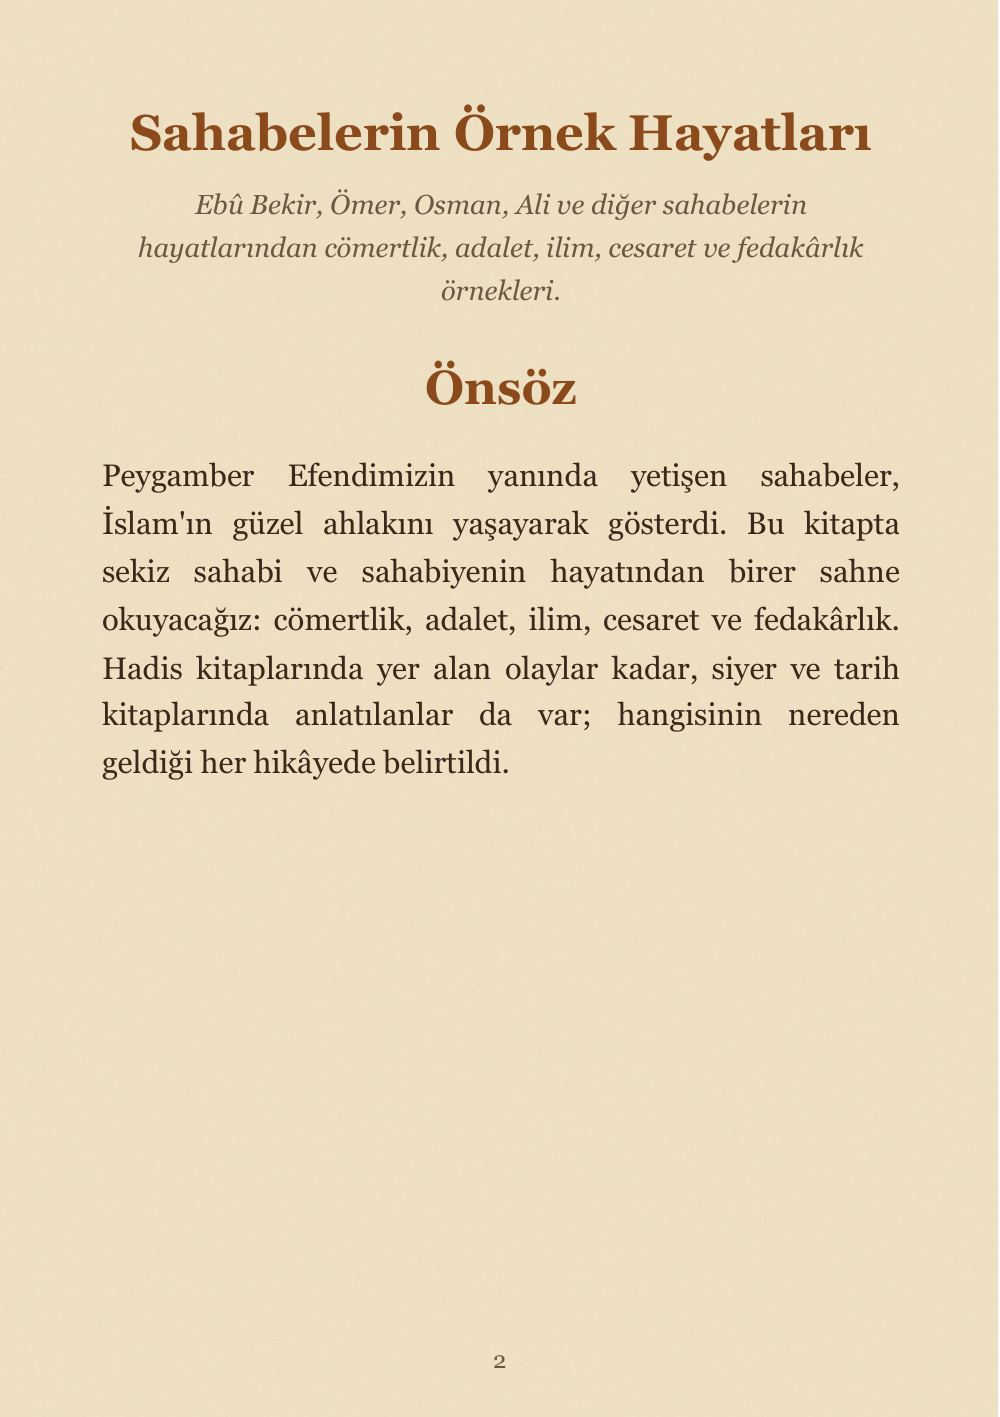 Sahabelerin Örnek Hayatları
Ebû Bekir, Ömer, Osman, Ali ve diğer sahabelerin
hayatlarından cömertlik, adalet, ilim, cesaret ve fedakârlık
örnekleri.
Önsöz
Peygamber Efendimizin yanında yetişen sahabeler,
İslam'ın güzel ahlakını yaşayarak gösterdi. Bu kitapta
sekiz sahabi ve sahabiyenin hayatından birer sahne
okuyacağız: cömertlik, adalet, ilim, cesaret ve fedakârlık.
Hadis kitaplarında yer alan olaylar kadar, siyer ve tarih
kitaplarında anlatılanlar da var; hangisinin nereden
geldiği her hikâyede belirtildi.
2